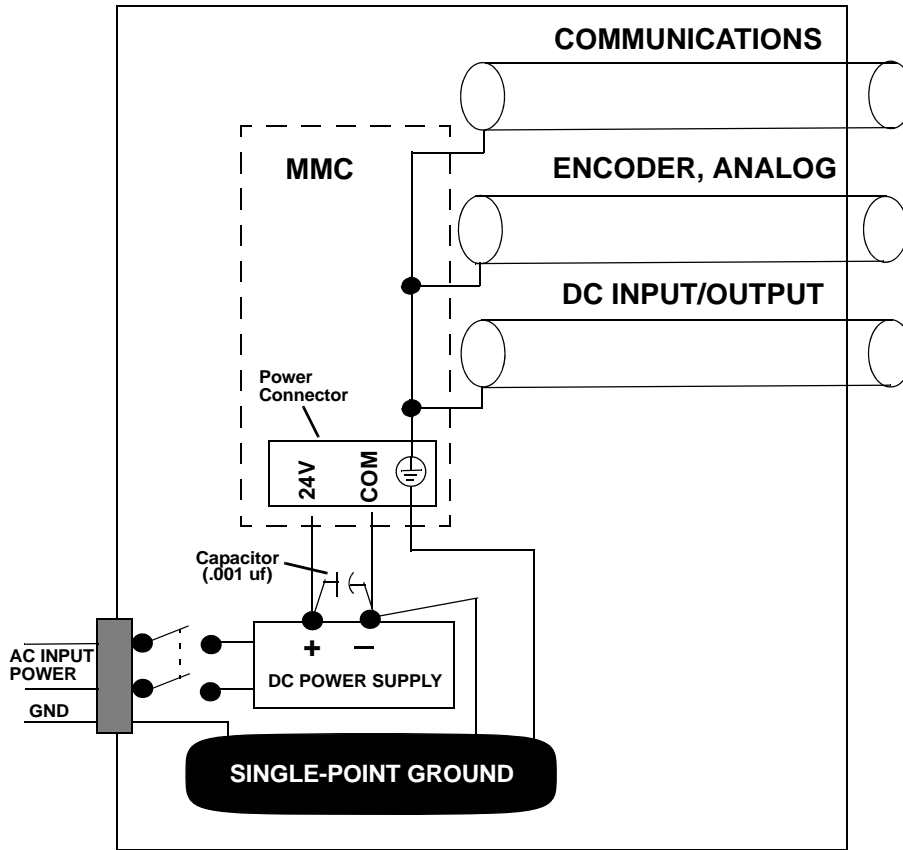 COMMUNICATIONS
MMC
ENCODER, ANALOG
DC INPUT/OUTPUT
Power
Connector
24V
COM
Capacitor
(.001 uf)
+
−
DC POWER SUPPLY
AC INPUT
POWER
GND
SINGLE-POINT GROUND